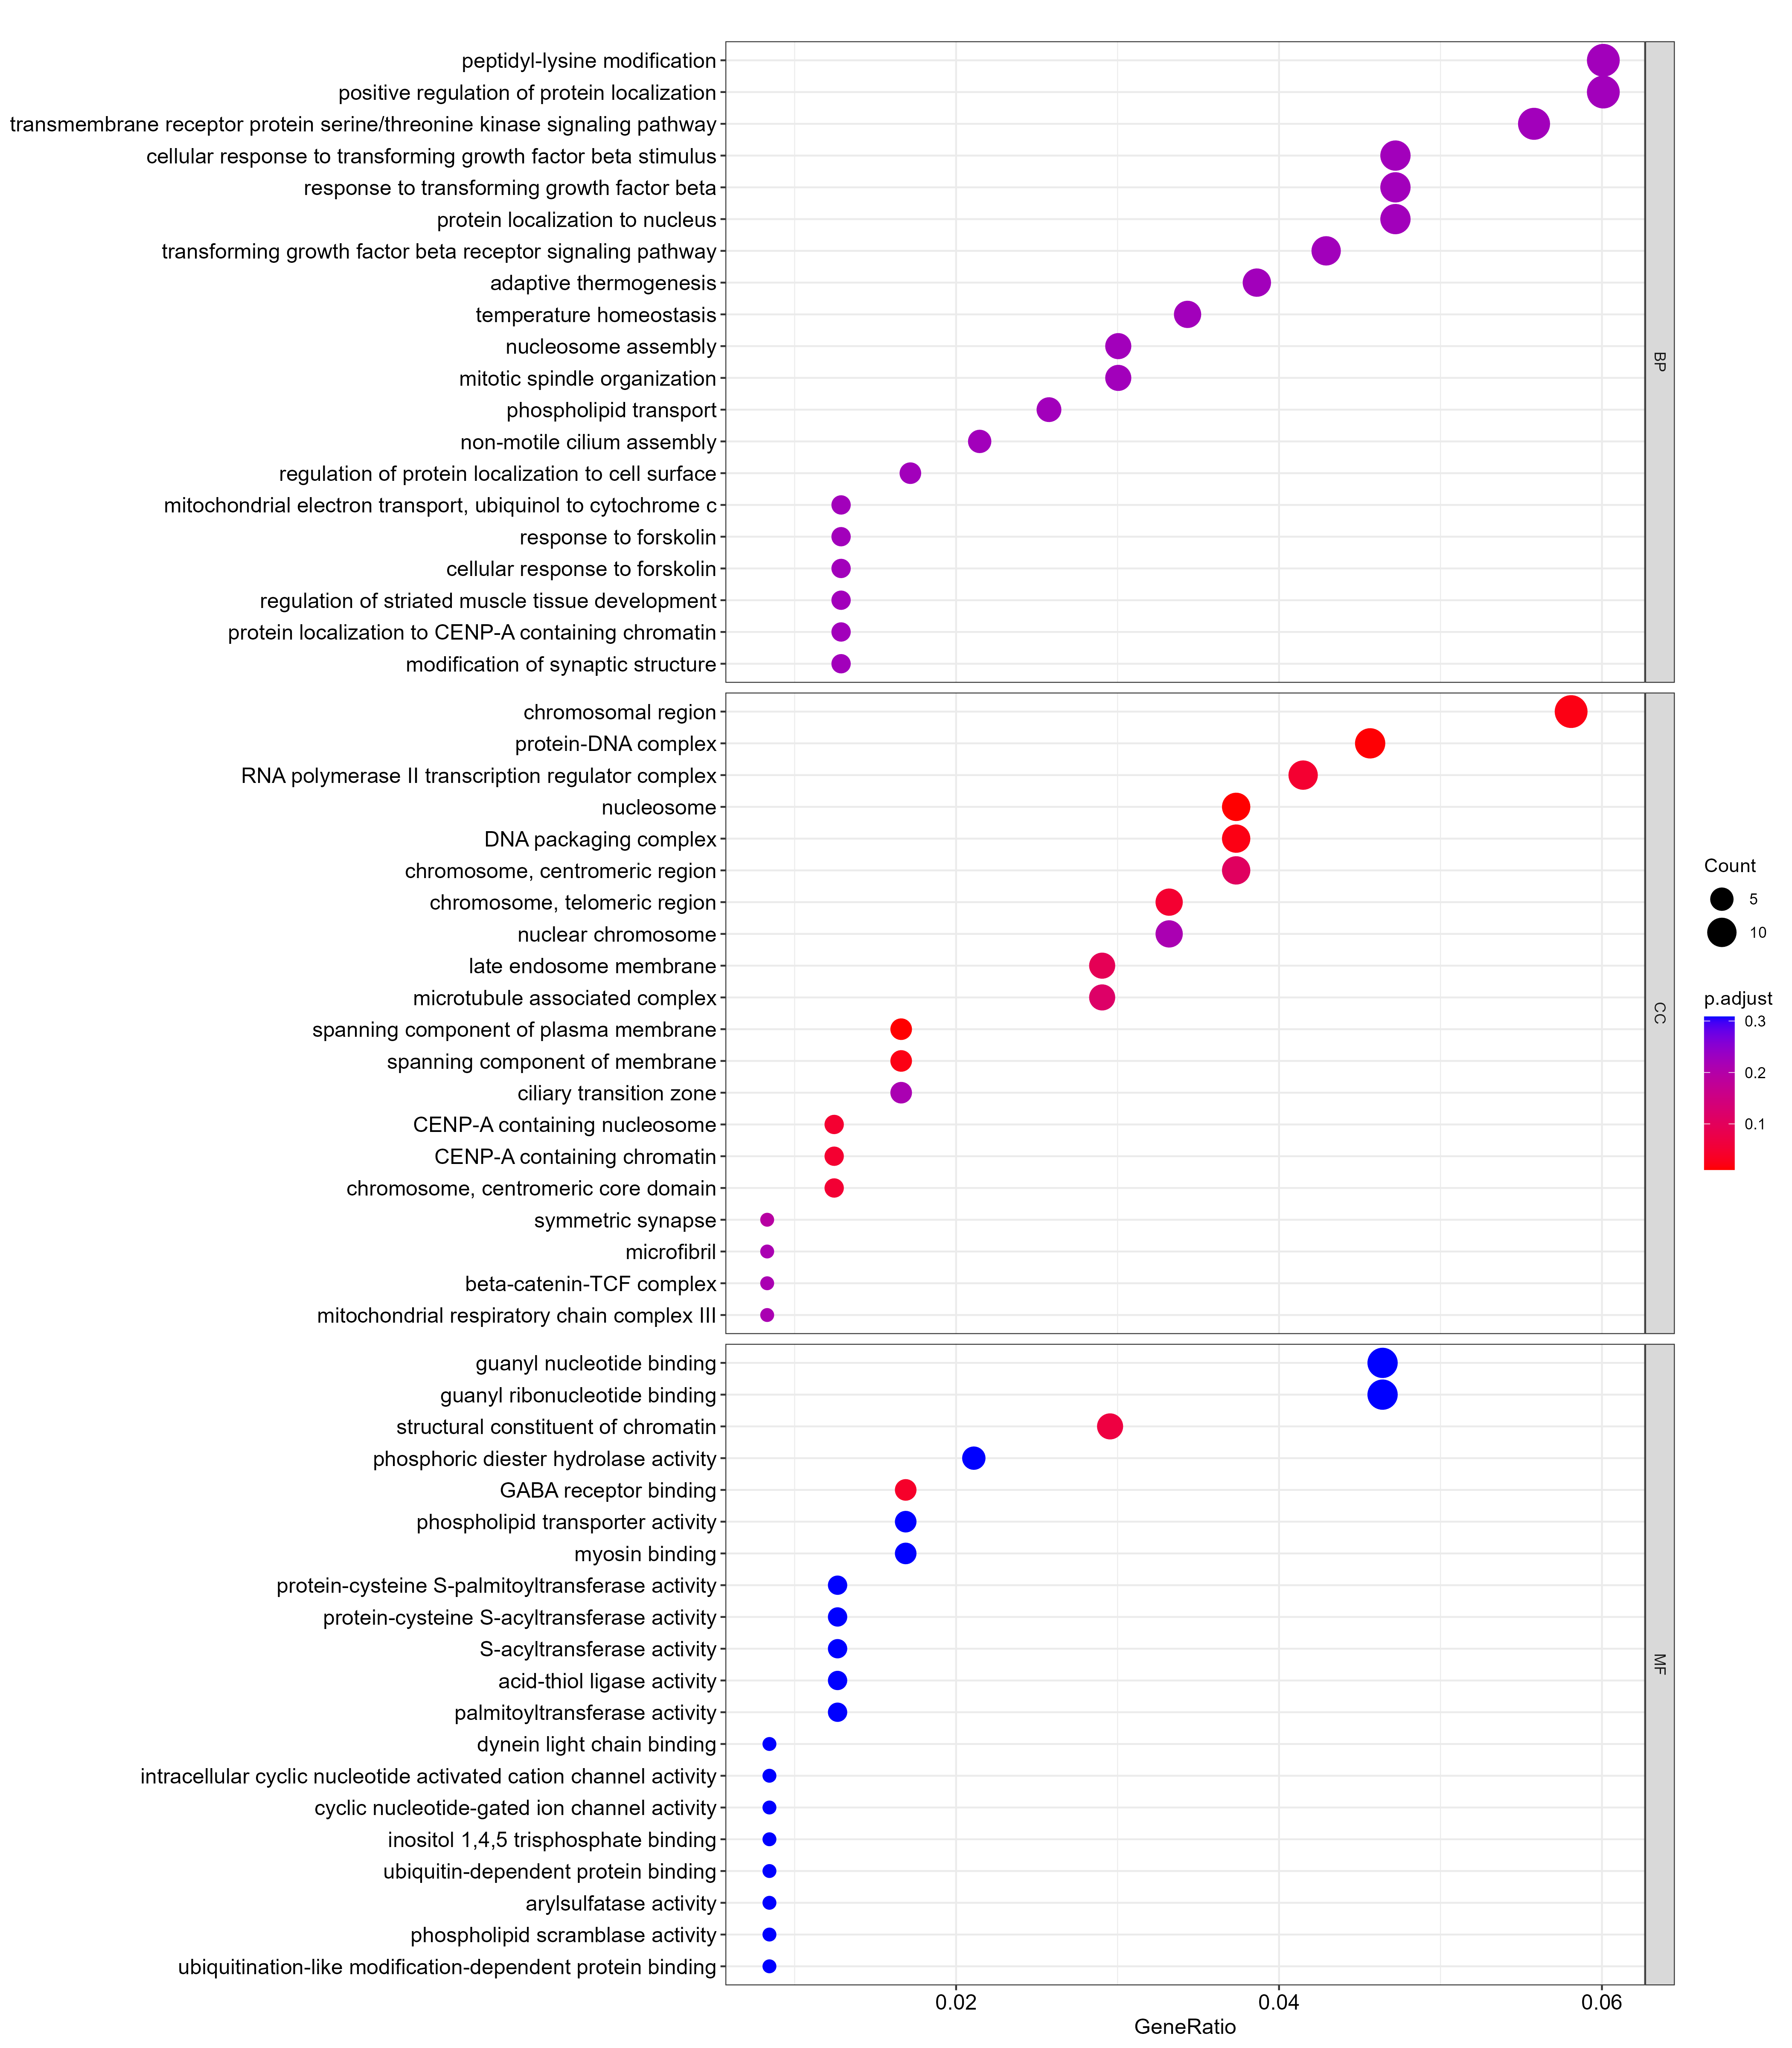 peptidyl-lysine modification
positive regulation of protein localization
transmembrane receptor protein serine/threonine kinase signaling pathway
cellular response to transforming growth factor beta stimulus
response to transforming growth factor beta
protein localization to nucleus
transforming growth factor beta receptor signaling pathway
adaptive thermogenesis
temperature homeostasis
nucleosome assembly
mitotic spindle organization
phospholipid transport
non-motile cilium assembly
regulation of protein localization to cell surface
mitochondrial electron transport, ubiquinol to cytochrome c
response to forskolin
cellular response to forskolin
regulation of striated muscle tissue development
protein localization to CENP-A containing chromatin
modification of synaptic structure
BP
chromosomal region
protein-DNA complex
RNA polymerase II transcription regulator complex
nucleosome
DNA packaging complex
chromosome, centromeric region
chromosome, telomeric region
nuclear chromosome
late endosome membrane
microtubule associated complex
spanning component of plasma membrane
spanning component of membrane
ciliary transition zone
CENP-A containing nucleosome
CENP-A containing chromatin
chromosome, centromeric core domain
symmetric synapse
microfibril
beta-catenin-TCF complex
mitochondrial respiratory chain complex III
CC
guanyl nucleotide binding
guanyl ribonucleotide binding
structural constituent of chromatin
phosphoric diester hydrolase activity
GABA receptor binding
phospholipid transporter activity
myosin binding
protein-cysteine S-palmitoyltransferase activity
protein-cysteine S-acyltransferase activity
S-acyltransferase activity
acid-thiol ligase activity
palmitoyltransferase activity
dynein light chain binding
intracellular cyclic nucleotide activated cation channel activity
cyclic nucleotide-gated ion channel activity
inositol 1,4,5 trisphosphate binding
ubiquitin-dependent protein binding
arylsulfatase activity
phospholipid scramblase activity
ubiquitination-like modification-dependent protein binding
MF
0.02 0.04 0.06
GeneRatio
Count
5
10
p.adjust
0.3
0.2
0.1